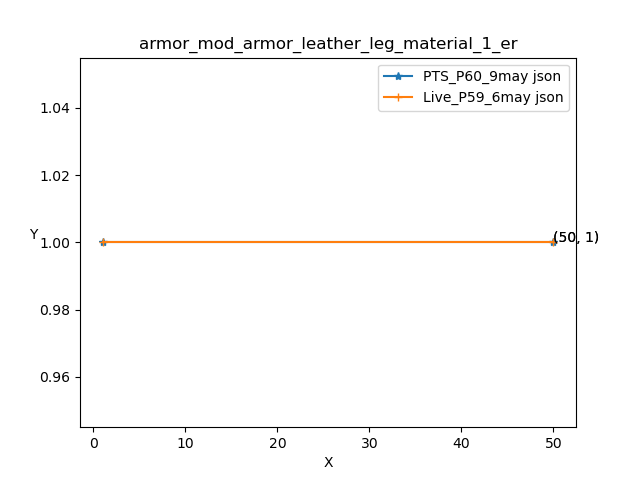 armor_mod_armor_leather_leg_material_1_er
PTS_P60_9may json
Live_P59_6may json
1.04
1.02
1.00
0.98
0.96
Y
(50, 1)
0 10 20 30 40 50
X